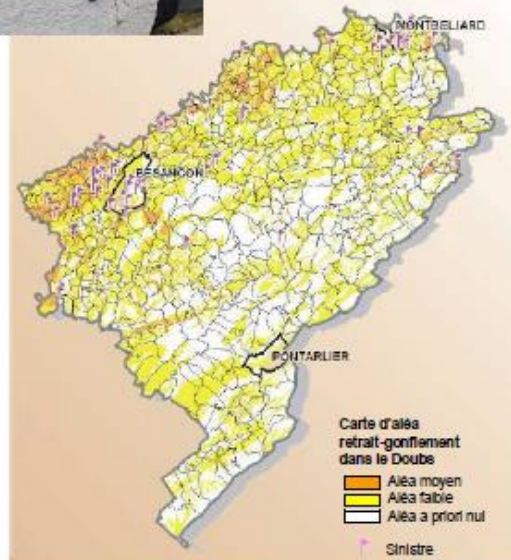 MONTBELIARD
BESANCON
PONTARLIER
Carte d'aléa
retrait-gonflement
dans le Doubs
Aléa moyen
Aléa faible
Aléa a priori nul
Sinistre